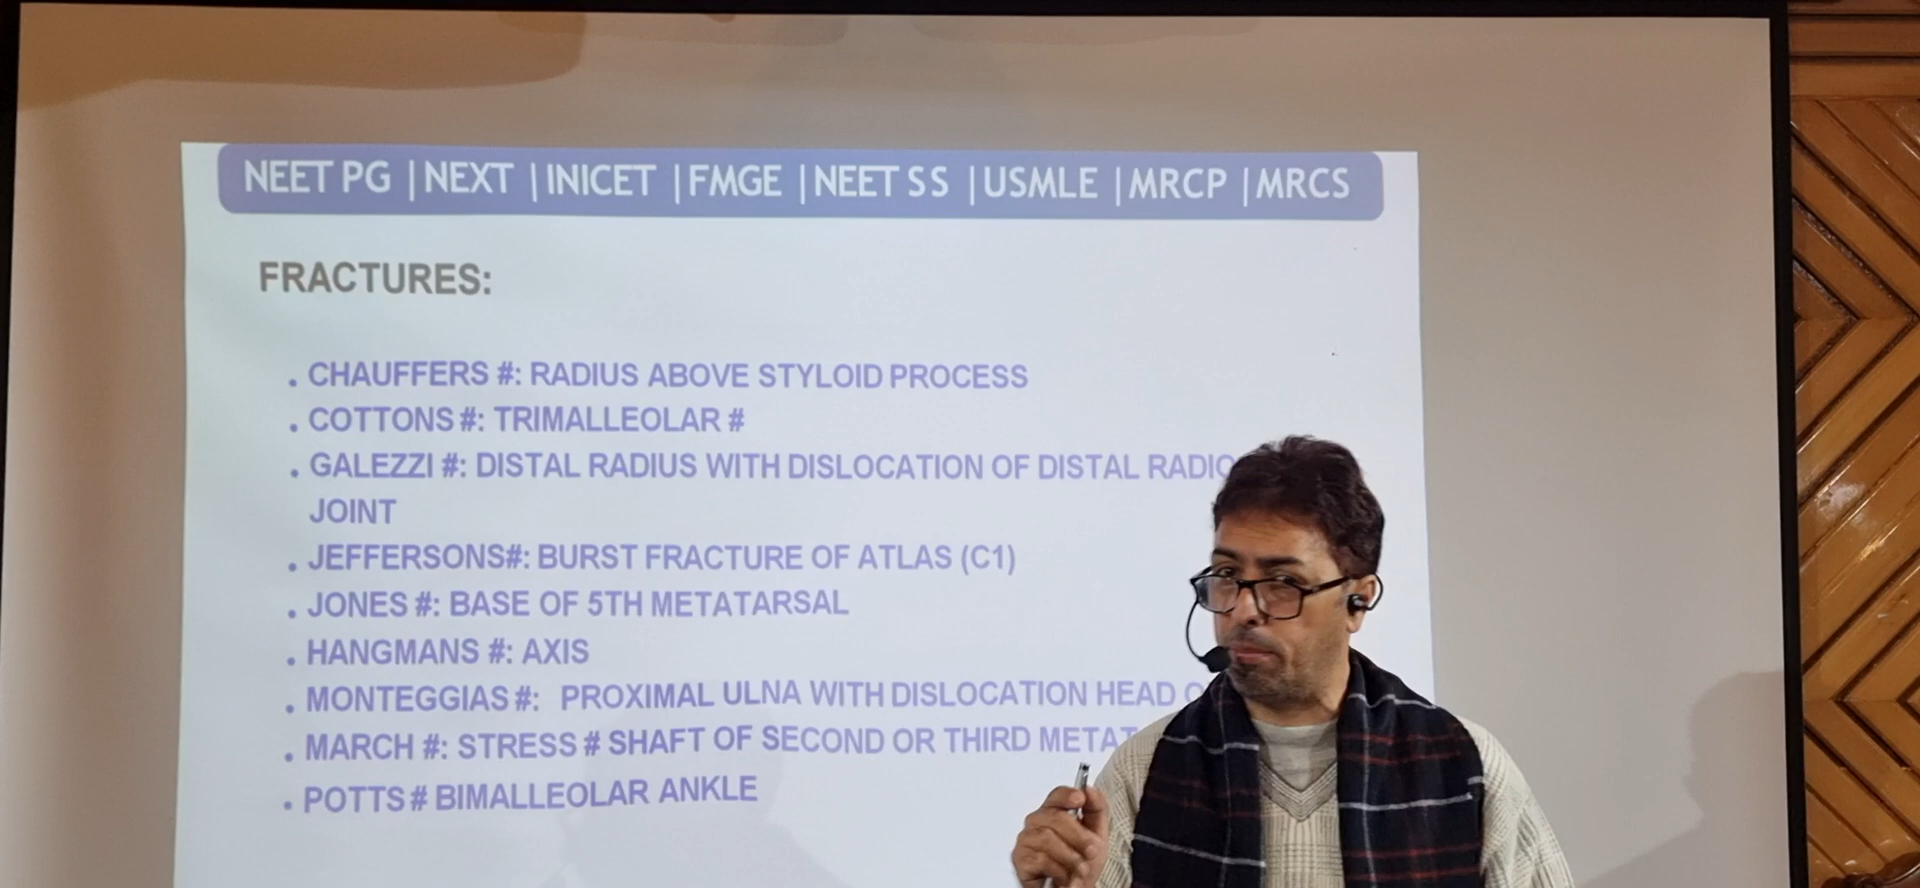 NEET PG | NEXT | INICET | FMGE | NEET SS | USMLE | MRCP | MRCS
FRACTURES:
. CHAUFFERS #: RADIUS ABOVE STYLOID PROCESS
. COTTONS #: TRIMALLEOLAR #
. GALEZZI #: DISTAL RADIUS WITH DISLOCATION OF DISTAL
JOINT
. JEFFERSONS#: BURST FRACTURE OF ATLAS (C1)
. JONES #: BASE OF 5TH METATARSAL
. HANGMANS #: AXIS
. MONTEGGIAS #: PROXIMAL ULNA WITH DISLOCATION HEAD
. MARCH #: STRESS # SHAFT OF SECOND OR THIRD
. POTTS # BIMALLEOLAR ANKLE